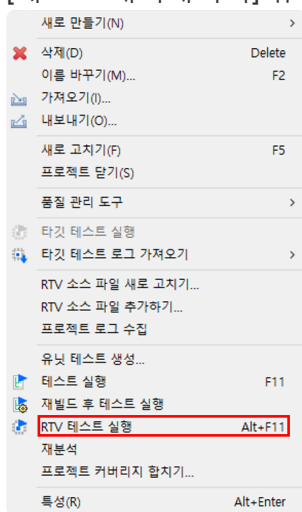 새로 만들기(N)
삭제(D) Delete
이름 바꾸기(M)... F2
가져오기(I)...
내보내기(O)...
새로 고치기(F) F5
프로젝트 닫기(S)
품질 관리 도구
타깃 테스트 실행
타깃 테스트 로그 가져오기
RTV 소스 파일 새로 고치기...
RTV 소스 파일 추가하기...
프로젝트 로그 수집
유닛 테스트 생성...
테스트 실행 F11
재빌드 후 테스트 실행
RTV 테스트 실행 Alt+F11
재분석
프로젝트 커버리지 합치기...
특성(R) Alt+Enter